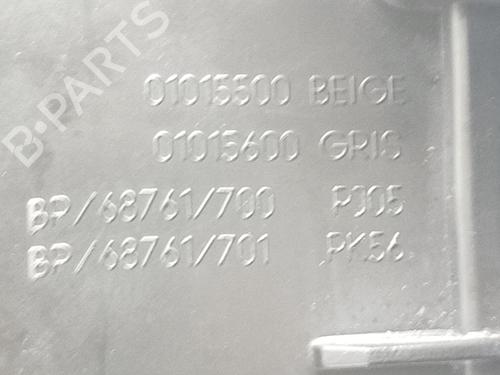 B-PARTS
01015500 BEIGE
01015600 GRIS
BP/68761/700 PJ05
BP/68761/701 PK56